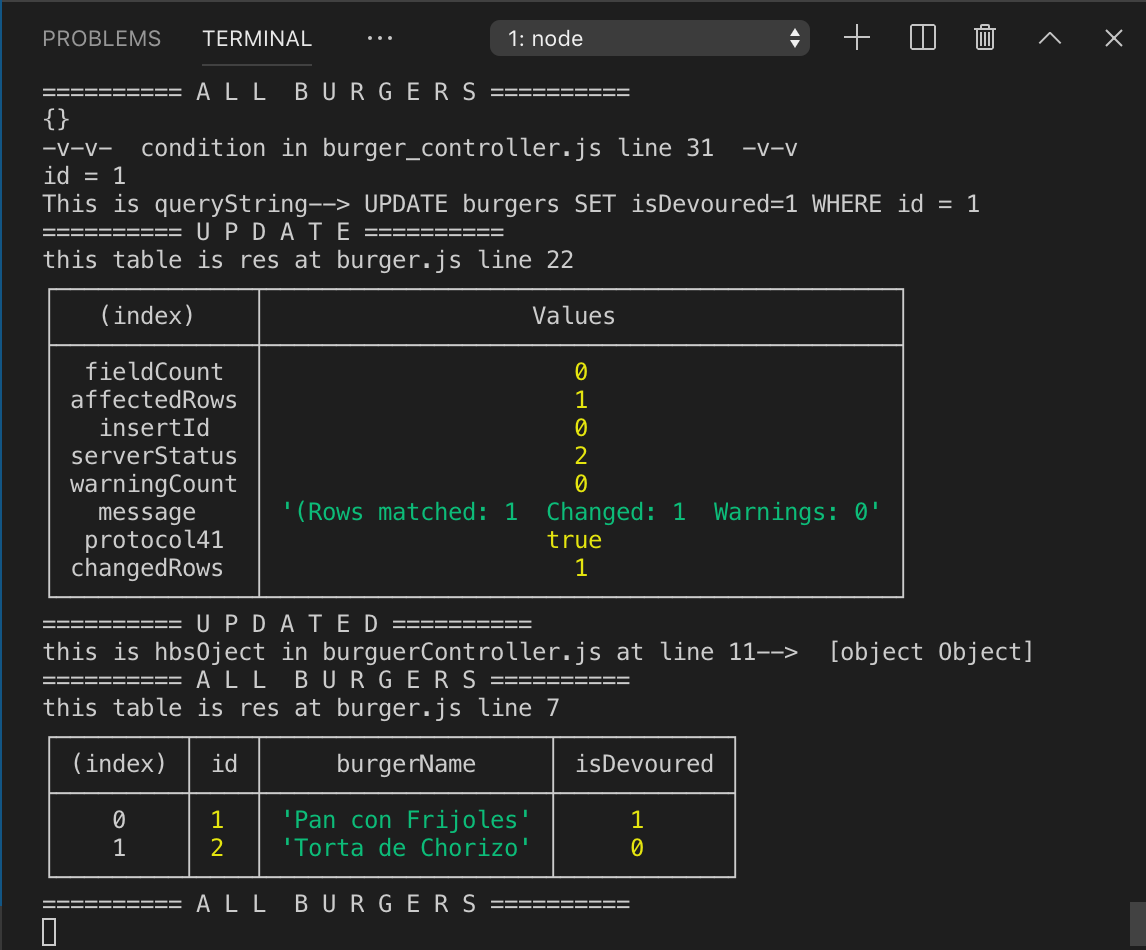 PROBLEMS TERMINAL ··· 1: node
========== A L L  B U R G E R S ==========
{}
-v-v-  condition in burger_controller.js line 31  -v-v
id = 1
This is queryString--> UPDATE burgers SET isDevoured=1 WHERE id = 1
========== U P D A T E ==========
this table is res at burger.js line 22
(index) Values
fieldCount 0
affectedRows 1
insertId 0
serverStatus 2
warningCount 0
message '(Rows matched: 1  Changed: 1  Warnings: 0'
protocol41 true
changedRows 1
========== U P D A T E D ==========
this is hbsOject in burguerController.js at line 11-->  [object Object]
========== A L L  B U R G E R S ==========
this table is res at burger.js line 7
(index) id burgerName isDevoured
0 1 'Pan con Frijoles' 1
1 2 'Torta de Chorizo' 0
========== A L L  B U R G E R S ==========